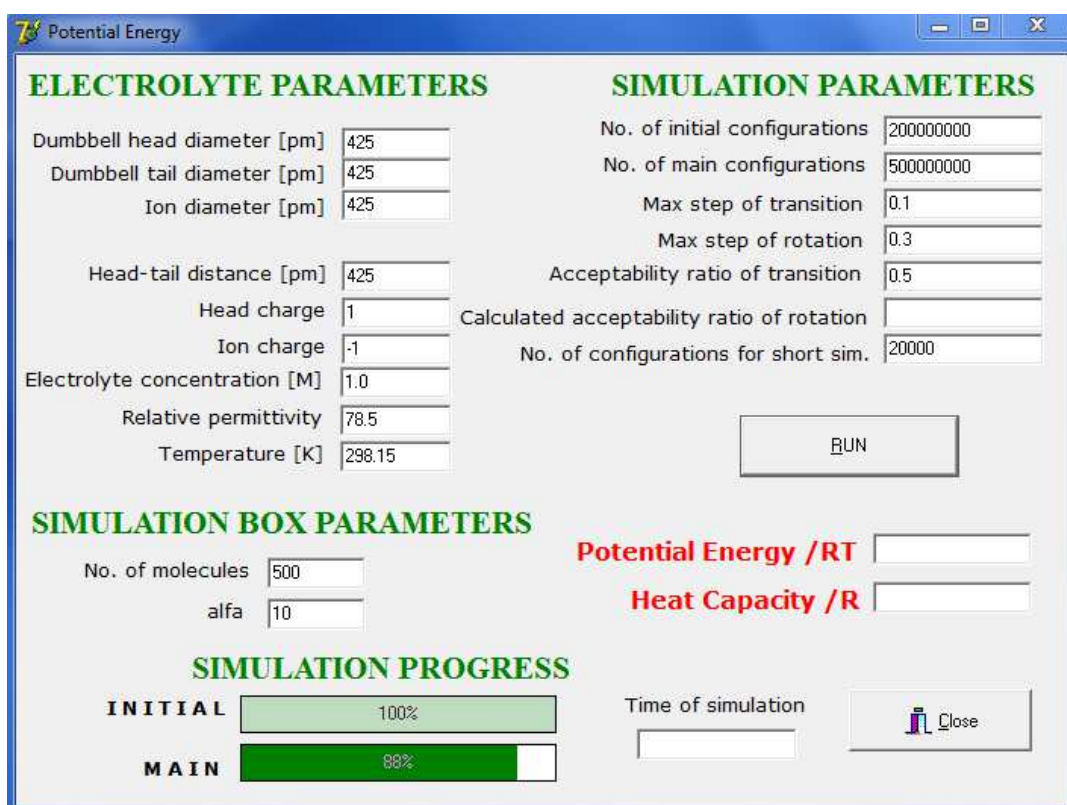 Potential Energy
ELECTROLYTE PARAMETERS
Dumbbell head diameter [pm] 425
Dumbbell tail diameter [pm] 425
Ion diameter [pm] 425
Head-tail distance [pm] 425
Head charge 1
Ion charge -1
Electrolyte concentration [M] 1.0
Relative permittivity 78.5
Temperature [K] 298.15
SIMULATION PARAMETERS
No. of initial configurations 200000000
No. of main configurations 500000000
Max step of transition 0.1
Max step of rotation 0.3
Acceptability ratio of transition 0.5
Calculated acceptability ratio of rotation
No. of configurations for short sim. 20000
RUN
SIMULATION BOX PARAMETERS
No. of molecules 500
alfa 10
Potential Energy /RT
Heat Capacity /R
SIMULATION PROGRESS
INITIAL 100%
MAIN 88%
Time of simulation
Close